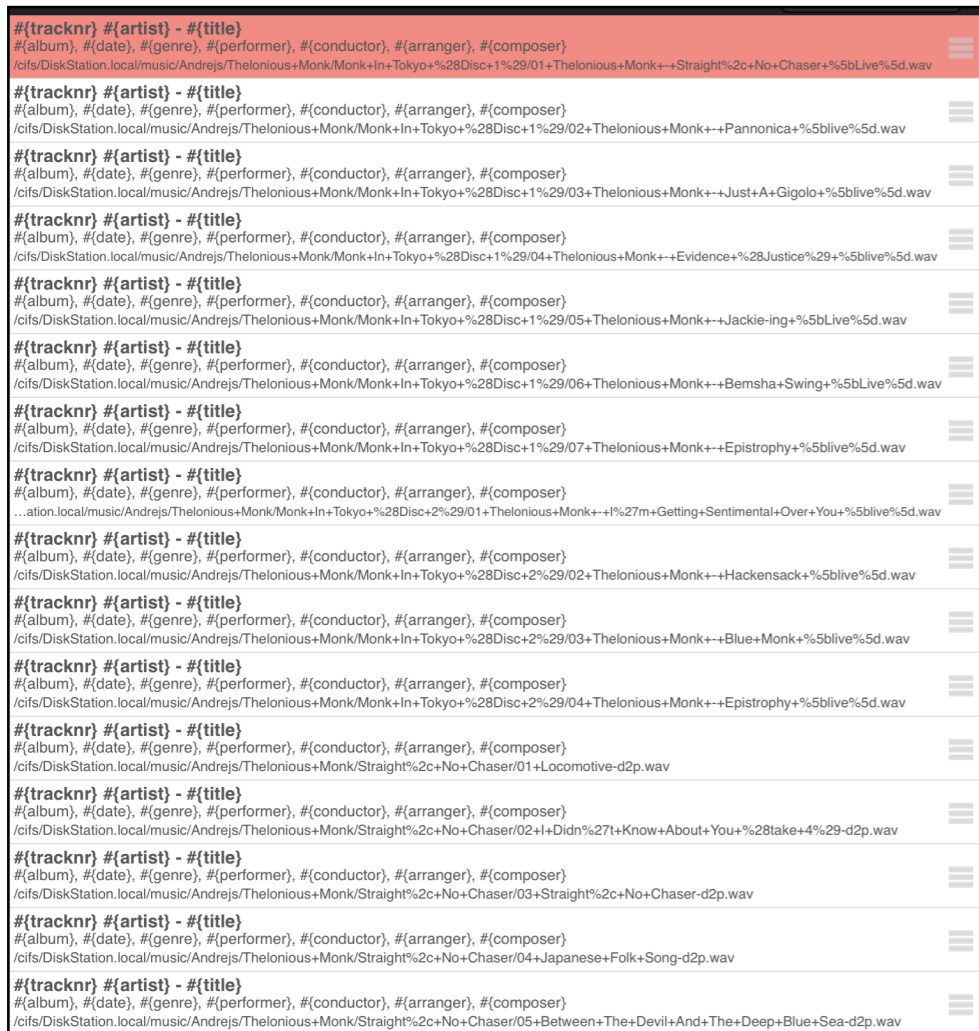 #{tracknr} #{artist} - #{title}
#{album}, #{date}, #{genre}, #{performer}, #{conductor}, #{arranger}, #{composer}
/cifs/DiskStation.local/music/Andrejs/Thelonious+Monk/Monk+In+Tokyo+%28Disc+1%29/01+Thelonious+Monk+-+Straight%2c+No+Chaser+%5bLive%5d.wav
#{tracknr} #{artist} - #{title}
#{album}, #{date}, #{genre}, #{performer}, #{conductor}, #{arranger}, #{composer}
/cifs/DiskStation.local/music/Andrejs/Thelonious+Monk/Monk+In+Tokyo+%28Disc+1%29/02+Thelonious+Monk+-+Pannonica+%5blive%5d.wav
#{tracknr} #{artist} - #{title}
#{album}, #{date}, #{genre}, #{performer}, #{conductor}, #{arranger}, #{composer}
/cifs/DiskStation.local/music/Andrejs/Thelonious+Monk/Monk+In+Tokyo+%28Disc+1%29/03+Thelonious+Monk+-+Just+A+Gigolo+%5blive%5d.wav
#{tracknr} #{artist} - #{title}
#{album}, #{date}, #{genre}, #{performer}, #{conductor}, #{arranger}, #{composer}
/cifs/DiskStation.local/music/Andrejs/Thelonious+Monk/Monk+In+Tokyo+%28Disc+1%29/04+Thelonious+Monk+-+Evidence+%28Justice%29+%5blive%5d.wav
#{tracknr} #{artist} - #{title}
#{album}, #{date}, #{genre}, #{performer}, #{conductor}, #{arranger}, #{composer}
/cifs/DiskStation.local/music/Andrejs/Thelonious+Monk/Monk+In+Tokyo+%28Disc+1%29/05+Thelonious+Monk+-+Jackie-ing+%5bLive%5d.wav
#{tracknr} #{artist} - #{title}
#{album}, #{date}, #{genre}, #{performer}, #{conductor}, #{arranger}, #{composer}
/cifs/DiskStation.local/music/Andrejs/Thelonious+Monk/Monk+In+Tokyo+%28Disc+1%29/06+Thelonious+Monk+-+Bemsha+Swing+%5bLive%5d.wav
#{tracknr} #{artist} - #{title}
#{album}, #{date}, #{genre}, #{performer}, #{conductor}, #{arranger}, #{composer}
/cifs/DiskStation.local/music/Andrejs/Thelonious+Monk/Monk+In+Tokyo+%28Disc+1%29/07+Thelonious+Monk+-+Epistrophy+%5blive%5d.wav
#{tracknr} #{artist} - #{title}
#{album}, #{date}, #{genre}, #{performer}, #{conductor}, #{arranger}, #{composer}
…ation.local/music/Andrejs/Thelonious+Monk/Monk+In+Tokyo+%28Disc+2%29/01+Thelonious+Monk+-+I%27m+Getting+Sentimental+Over+You+%5blive%5d.wav
#{tracknr} #{artist} - #{title}
#{album}, #{date}, #{genre}, #{performer}, #{conductor}, #{arranger}, #{composer}
/cifs/DiskStation.local/music/Andrejs/Thelonious+Monk/Monk+In+Tokyo+%28Disc+2%29/02+Thelonious+Monk+-+Hackensack+%5blive%5d.wav
#{tracknr} #{artist} - #{title}
#{album}, #{date}, #{genre}, #{performer}, #{conductor}, #{arranger}, #{composer}
/cifs/DiskStation.local/music/Andrejs/Thelonious+Monk/Monk+In+Tokyo+%28Disc+2%29/03+Thelonious+Monk+-+Blue+Monk+%5blive%5d.wav
#{tracknr} #{artist} - #{title}
#{album}, #{date}, #{genre}, #{performer}, #{conductor}, #{arranger}, #{composer}
/cifs/DiskStation.local/music/Andrejs/Thelonious+Monk/Monk+In+Tokyo+%28Disc+2%29/04+Thelonious+Monk+-+Epistrophy+%5blive%5d.wav
#{tracknr} #{artist} - #{title}
#{album}, #{date}, #{genre}, #{performer}, #{conductor}, #{arranger}, #{composer}
/cifs/DiskStation.local/music/Andrejs/Thelonious+Monk/Straight%2c+No+Chaser/01+Locomotive-d2p.wav
#{tracknr} #{artist} - #{title}
#{album}, #{date}, #{genre}, #{performer}, #{conductor}, #{arranger}, #{composer}
/cifs/DiskStation.local/music/Andrejs/Thelonious+Monk/Straight%2c+No+Chaser/02+I+Didn%27t+Know+About+You+%28take+4%29-d2p.wav
#{tracknr} #{artist} - #{title}
#{album}, #{date}, #{genre}, #{performer}, #{conductor}, #{arranger}, #{composer}
/cifs/DiskStation.local/music/Andrejs/Thelonious+Monk/Straight%2c+No+Chaser/03+Straight%2c+No+Chaser-d2p.wav
#{tracknr} #{artist} - #{title}
#{album}, #{date}, #{genre}, #{performer}, #{conductor}, #{arranger}, #{composer}
/cifs/DiskStation.local/music/Andrejs/Thelonious+Monk/Straight%2c+No+Chaser/04+Japanese+Folk+Song-d2p.wav
#{tracknr} #{artist} - #{title}
#{album}, #{date}, #{genre}, #{performer}, #{conductor}, #{arranger}, #{composer}
/cifs/DiskStation.local/music/Andrejs/Thelonious+Monk/Straight%2c+No+Chaser/05+Between+The+Devil+And+The+Deep+Blue+Sea-d2p.wav